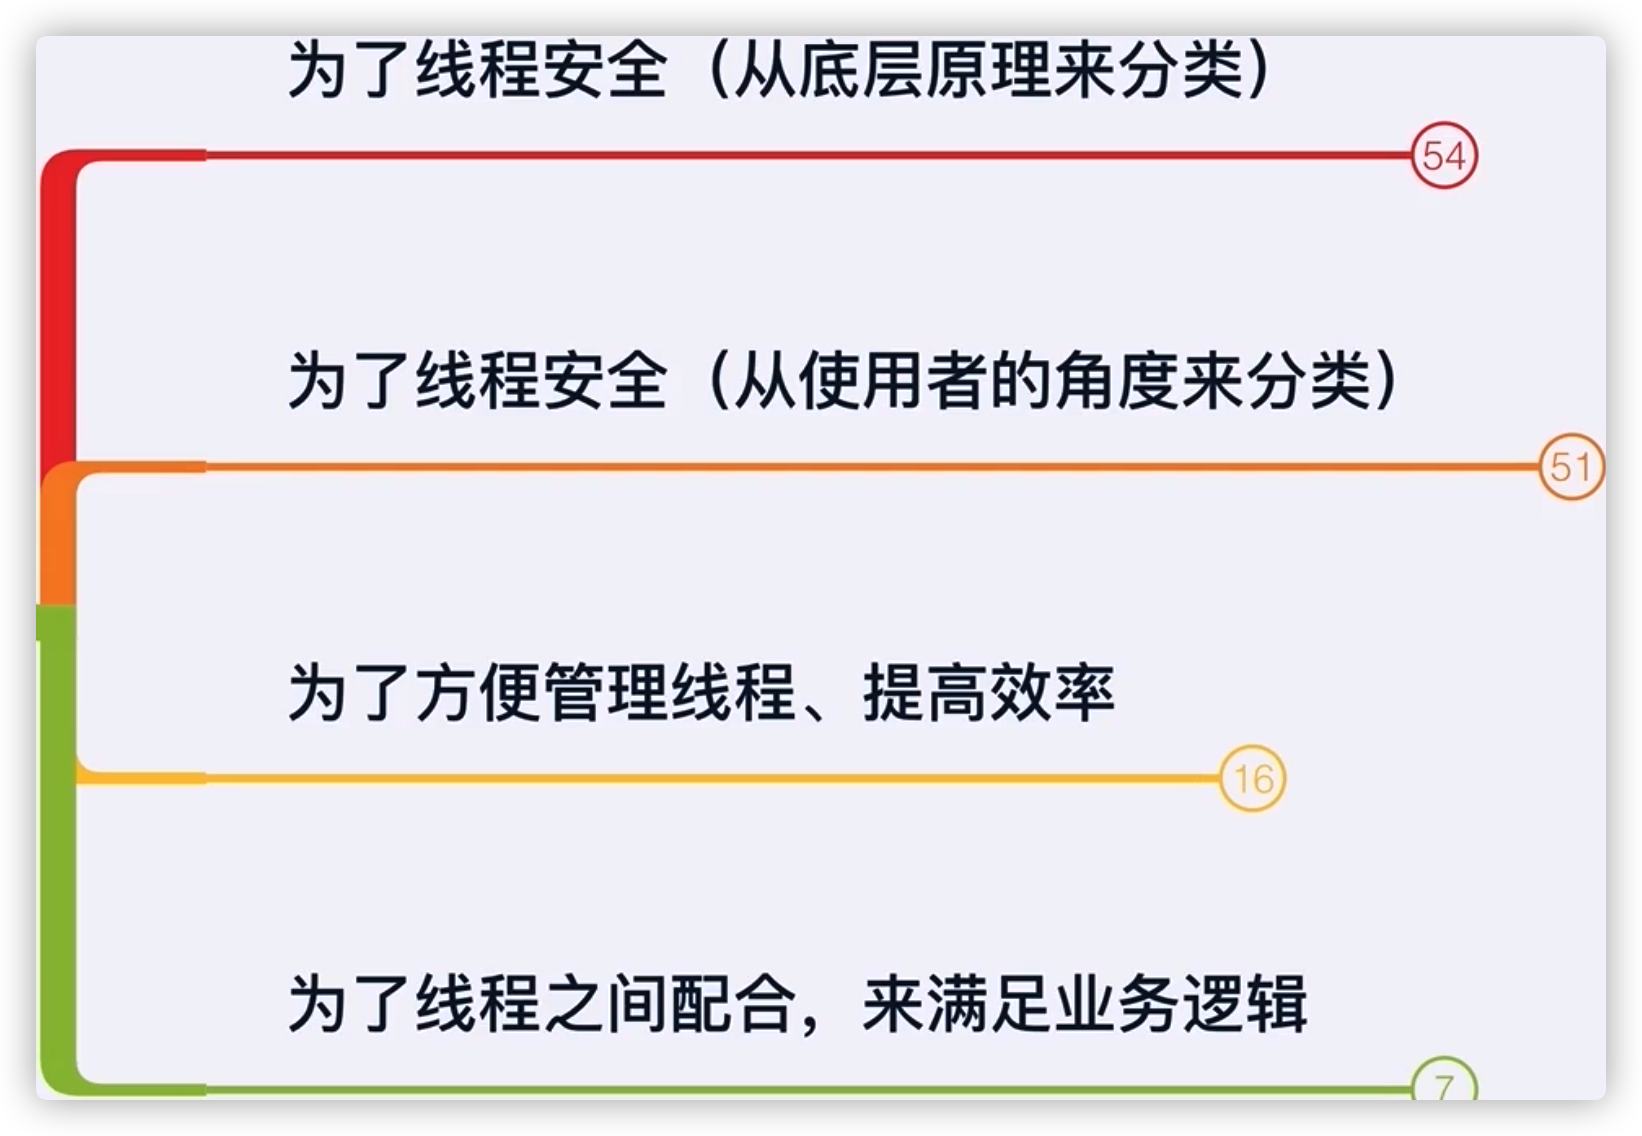 为了线程安全（从底层原理来分类）
54
为了线程安全（从使用者的角度来分类）
51
为了方便管理线程、提高效率
16
为了线程之间配合，来满足业务逻辑
7